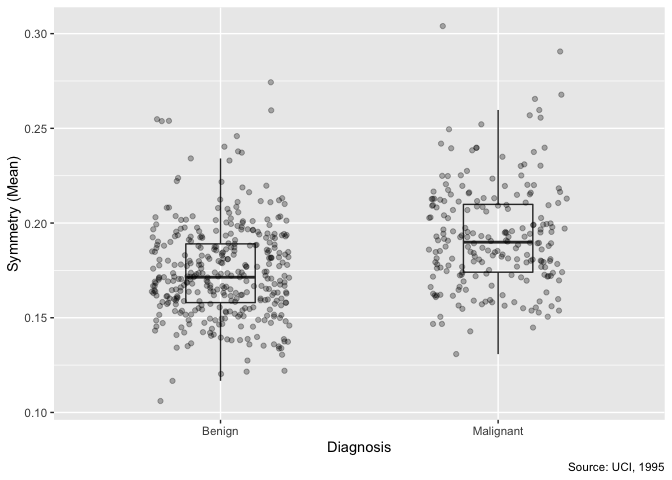 0.30
0.25
0.20
0.15
0.10
Symmetry (Mean)
Benign
Malignant
Diagnosis
Source: UCI, 1995